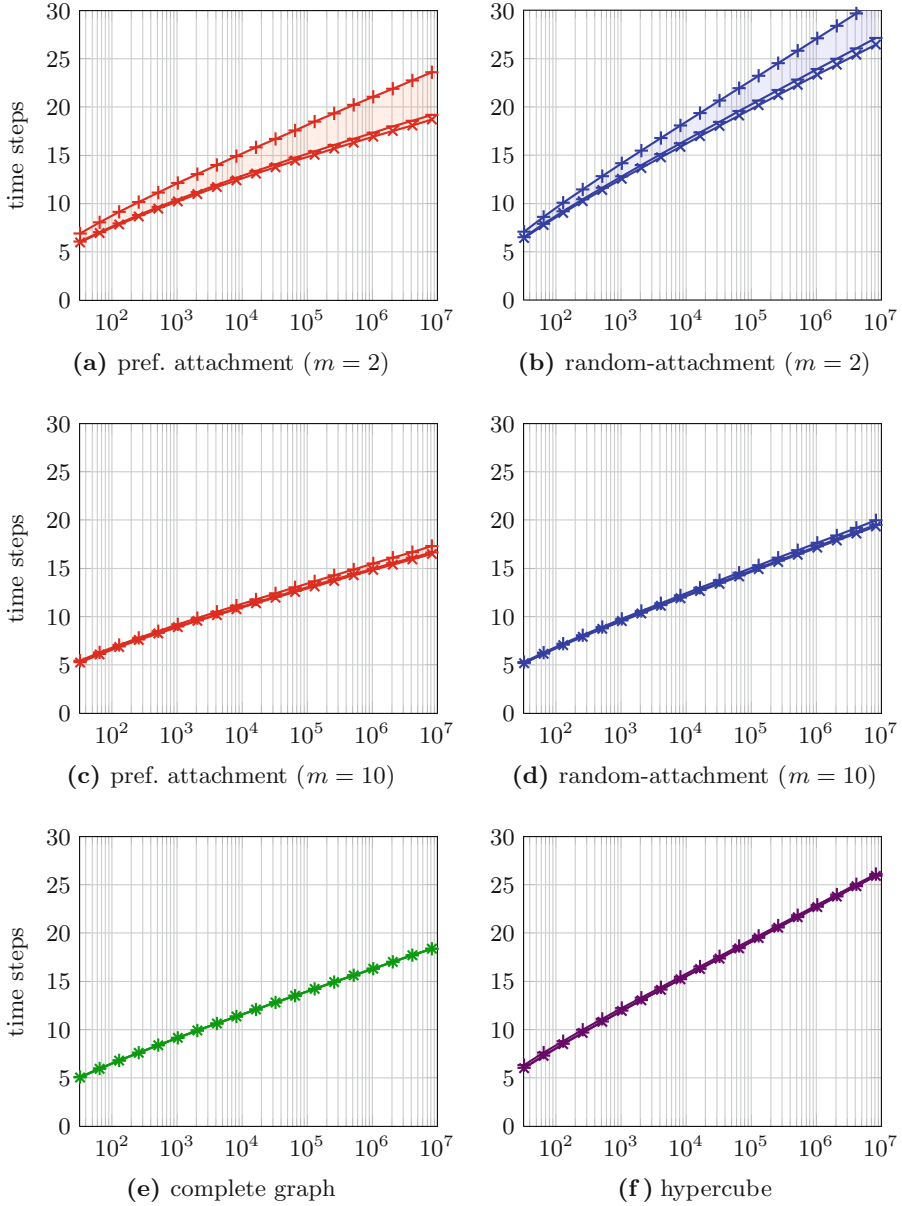 30
25
20
15
10
5
0
time steps
10^2 10^3 10^4 10^5 10^6 10^7
(a) pref. attachment (m = 2)
30
25
20
15
10
5
0
10^2 10^3 10^4 10^5 10^6 10^7
(b) random-attachment (m = 2)
30
25
20
15
10
5
0
time steps
10^2 10^3 10^4 10^5 10^6 10^7
(c) pref. attachment (m = 10)
30
25
20
15
10
5
0
10^2 10^3 10^4 10^5 10^6 10^7
(d) random-attachment (m = 10)
30
25
20
15
10
5
0
time steps
10^2 10^3 10^4 10^5 10^6 10^7
(e) complete graph
30
25
20
15
10
5
0
10^2 10^3 10^4 10^5 10^6 10^7
(f) hypercube